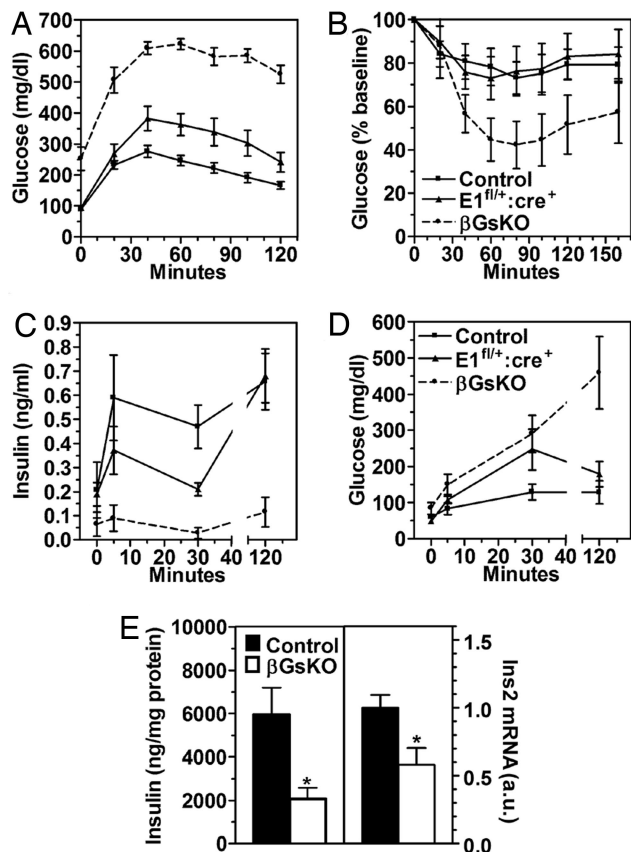 A
Glucose (mg/dl)
700
600
500
400
300
200
100
0
0 30 60 90 120
Minutes
B
Glucose (% baseline)
100
80
60
40
20
0
Control
E1fl/+:cre+
βGsKO
0 30 60 90 120 150
Minutes
C
Insulin (ng/ml)
0.9
0.8
0.7
0.6
0.5
0.4
0.3
0.2
0.1
0.0
0 10 20 30 40 120
Minutes
D
Glucose (mg/dl)
600
500
400
300
200
100
0
Control
E1fl/+:cre+
βGsKO
0 10 20 30 40 120
Minutes
E
Insulin (ng/mg protein)
10000
8000
6000
4000
2000
0
Control
βGsKO
*
*
1.5
1.0
0.5
0.0
Ins2 mRNA (a.u.)